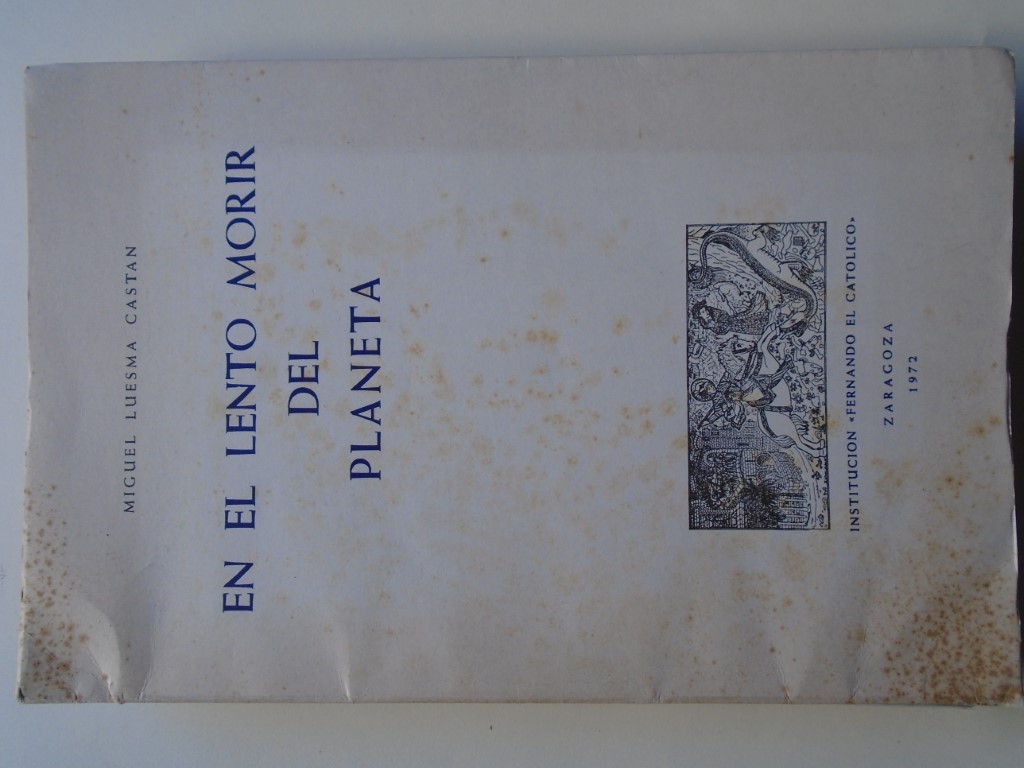 MIGUEL LUESMA CASTAN
EN EL LENTO MORIR
DEL
PLANETA
INSTITUCION «FERNANDO EL CATOLICO»
ZARAGOZA
1972